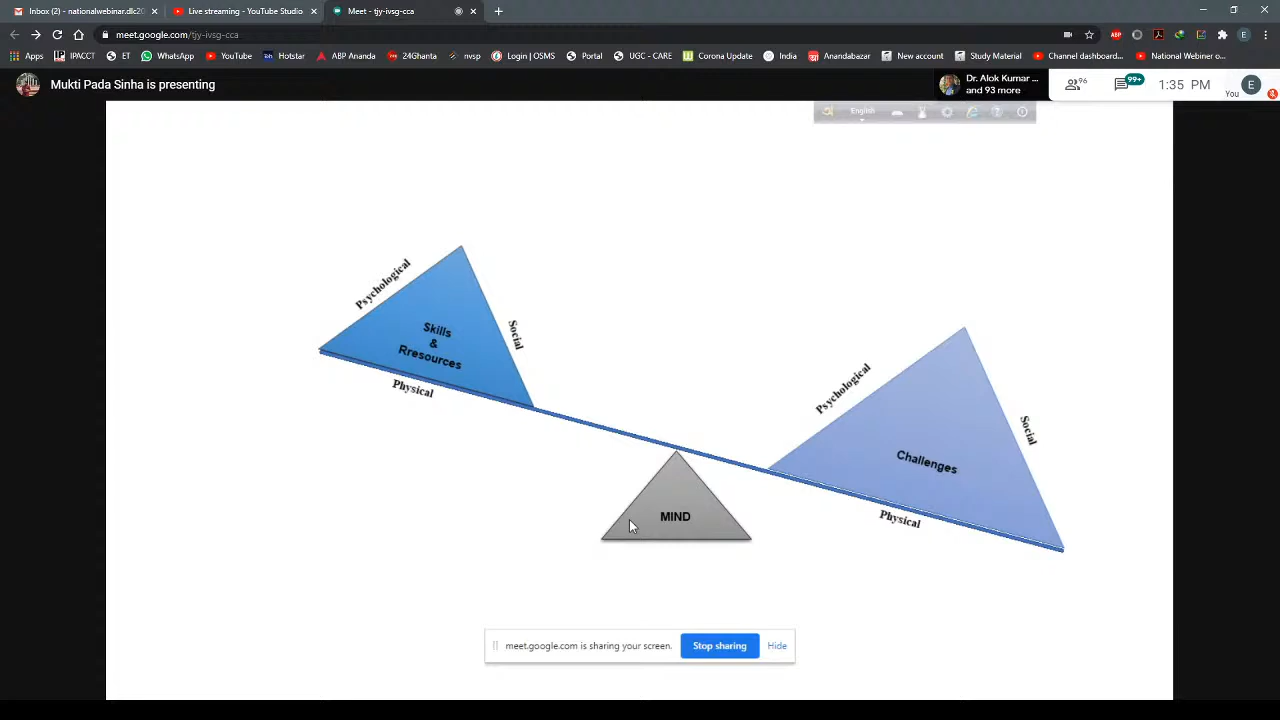 Inbox (2) - nationalwebinar.dlc20
Live streaming - YouTube Studio
Meet - tjy-ivsg-cca
meet.google.com/tjy-ivsg-cca
Apps
IPACCT
ET
WhatsApp
YouTube
Hotstar
ABP Ananda
24Ghanta
nvsp
Login | OSMS
Portal
UGC - CARE
Corona Update
India
Anandabazar
New account
Study Material
Channel dashboard...
National Webinar o...
Mukti Pada Sinha is presenting
Dr. Alok Kumar ...
and 93 more
96
99+
1:35 PM
You
E
English
Psychological
Social
Skills
&
Rresources
Physical
Psychological
Social
Challenges
Physical
MIND
meet.google.com is sharing your screen.
Stop sharing
Hide